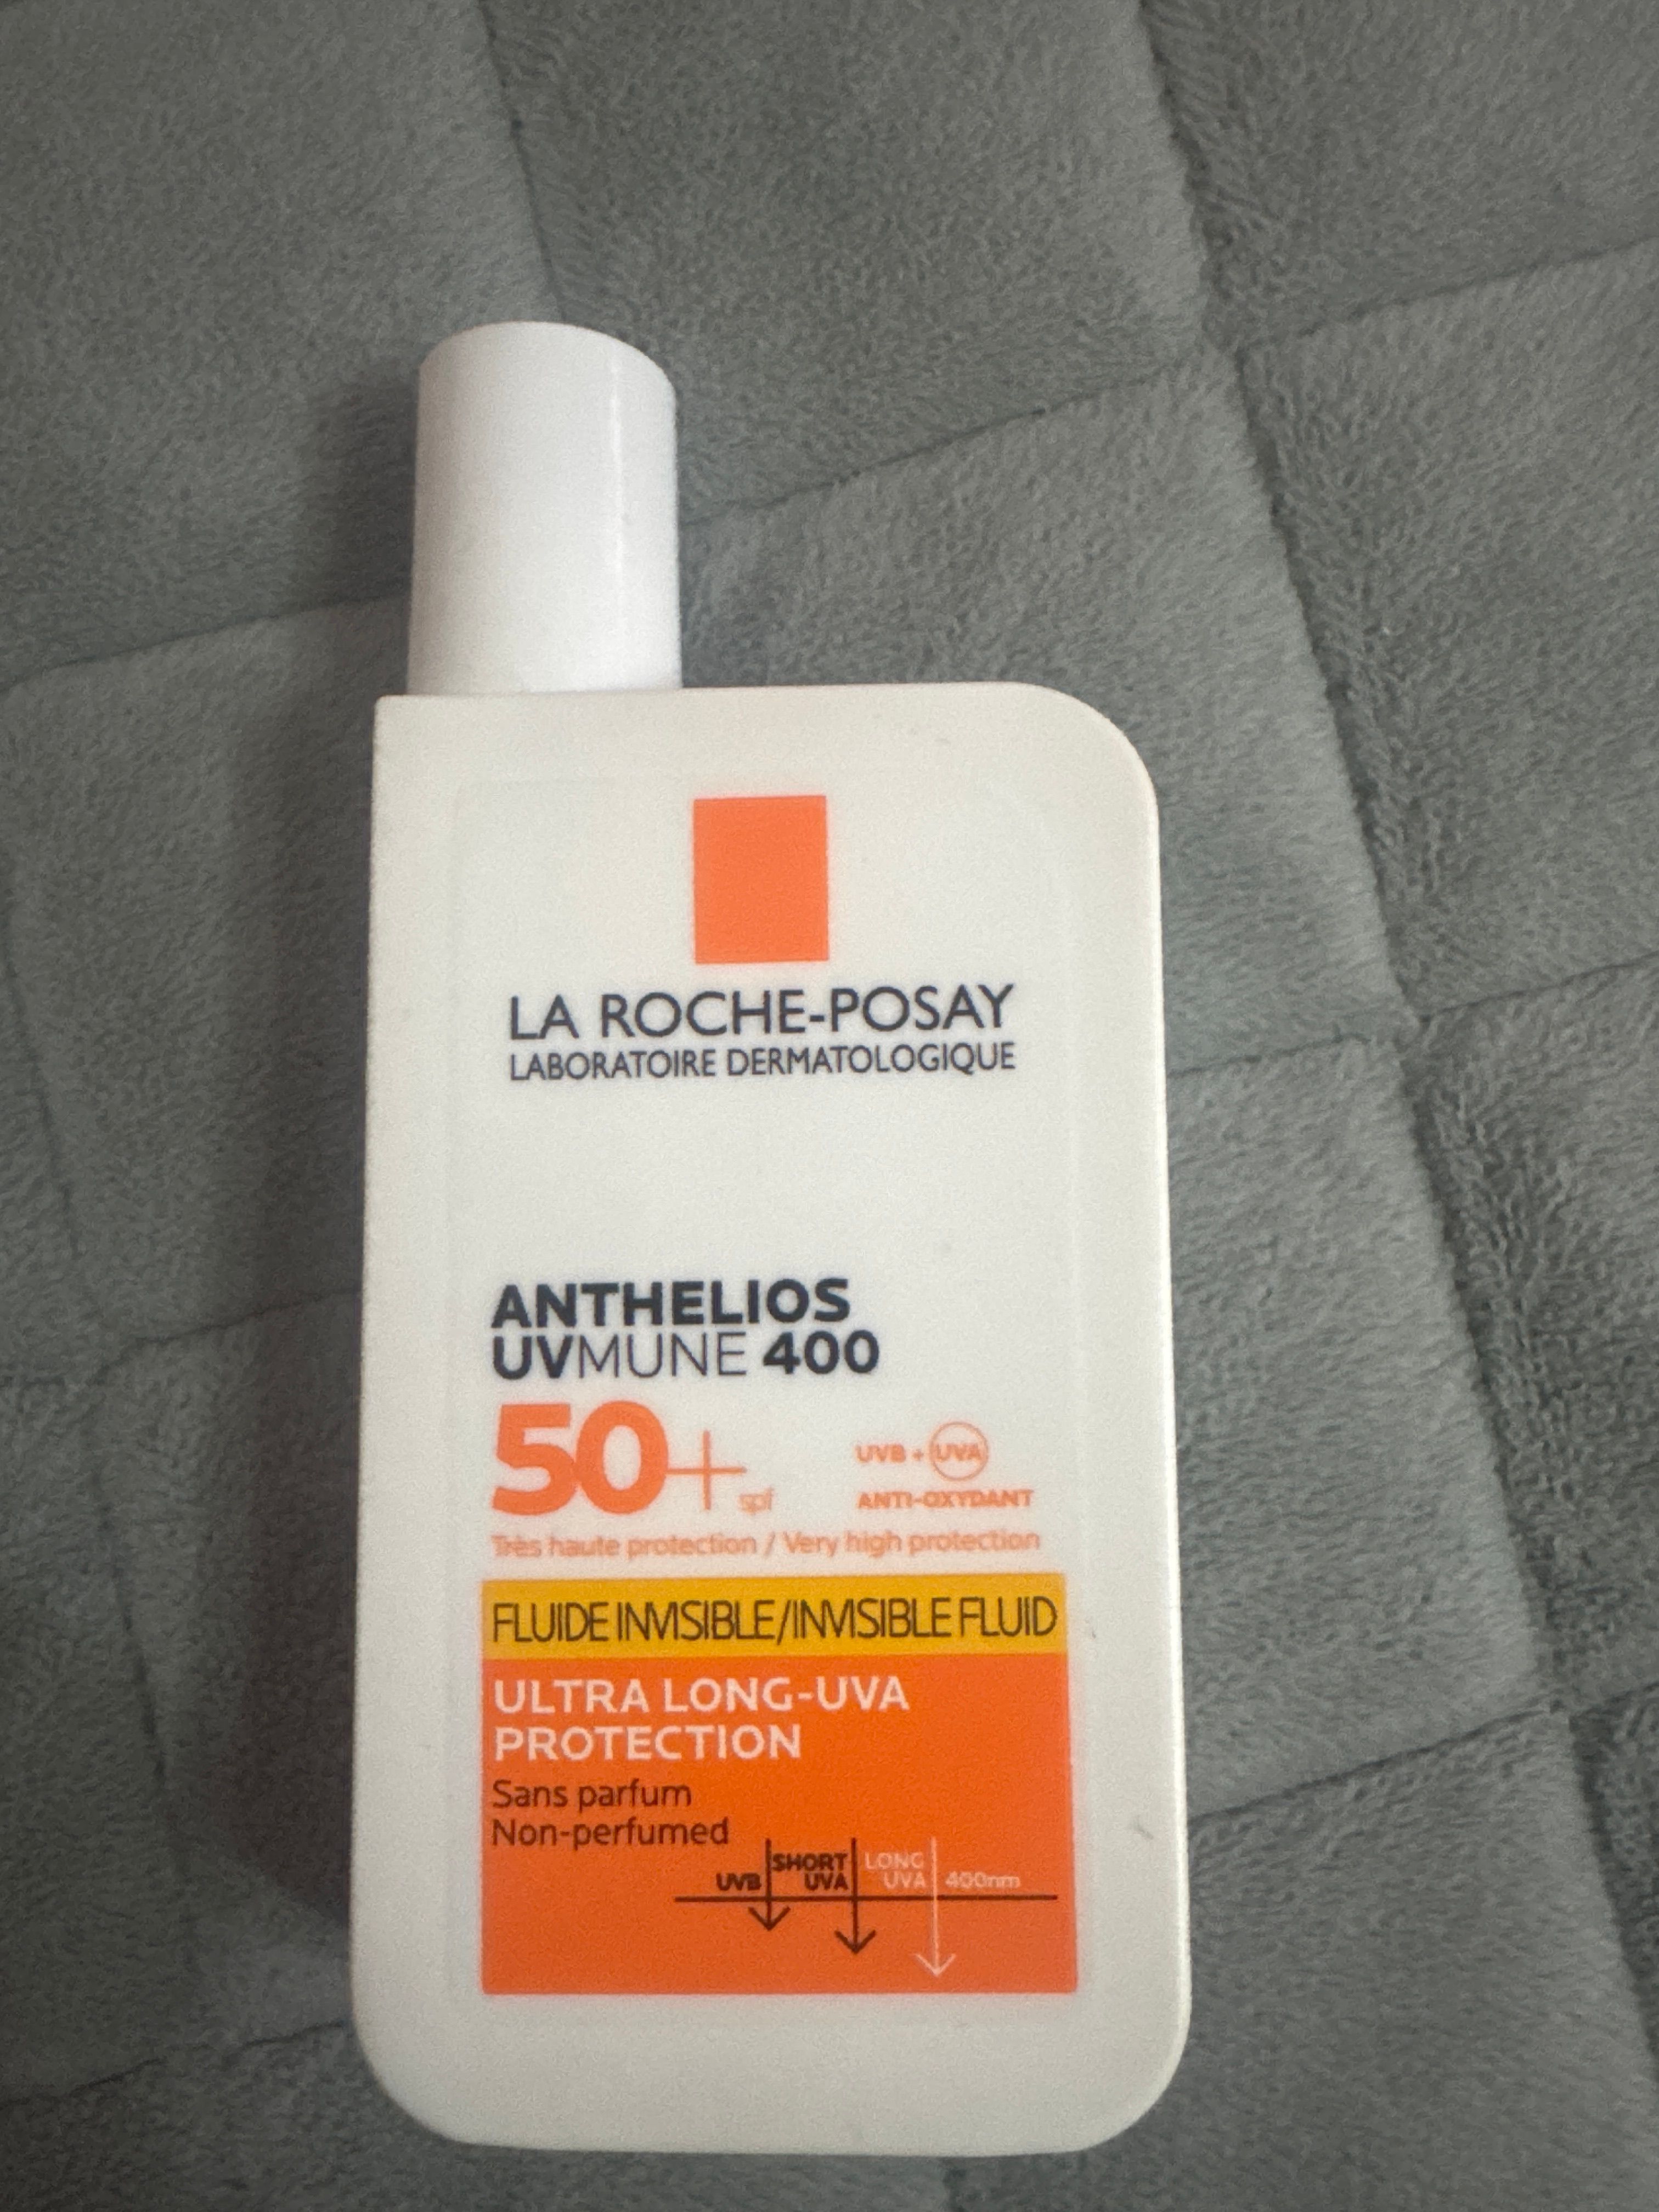 LA ROCHE-POSAY
LABORATOIRE DERMATOLOGIQUE
ANTHELIOS
UVMUNE 400
50+ spf
UVB + UVA
ANTI-OXYDANT
Très haute protection / Very high protection
FLUIDE INVISIBLE/INVISIBLE FLUID
ULTRA LONG-UVA
PROTECTION
Sans parfum
Non-perfumed
UVB
SHORT
UVA
LONG
UVA
400nm